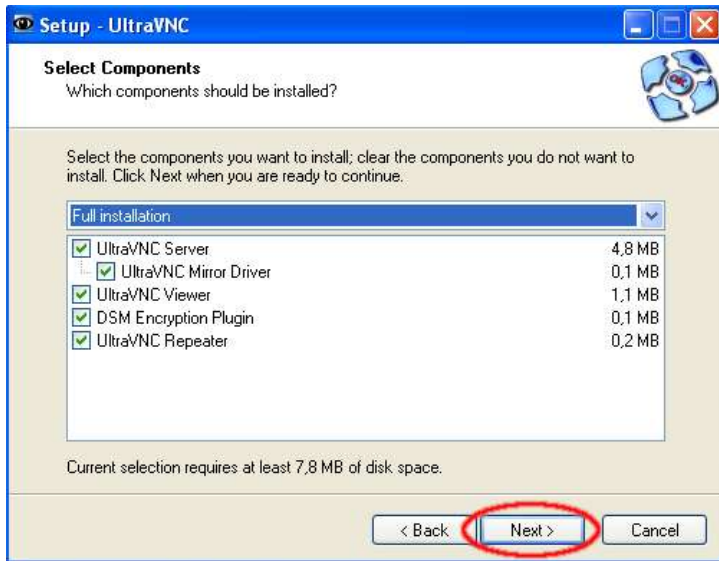 Setup - UltraVNC
Select Components
Which components should be installed?
Select the components you want to install; clear the components you do not want to
install. Click Next when you are ready to continue.
Full installation
UltraVNC Server 4,8 MB
UltraVNC Mirror Driver 0,1 MB
UltraVNC Viewer 1,1 MB
DSM Encryption Plugin 0,1 MB
UltraVNC Repeater 0,2 MB
Current selection requires at least 7,8 MB of disk space.
< Back Next > Cancel